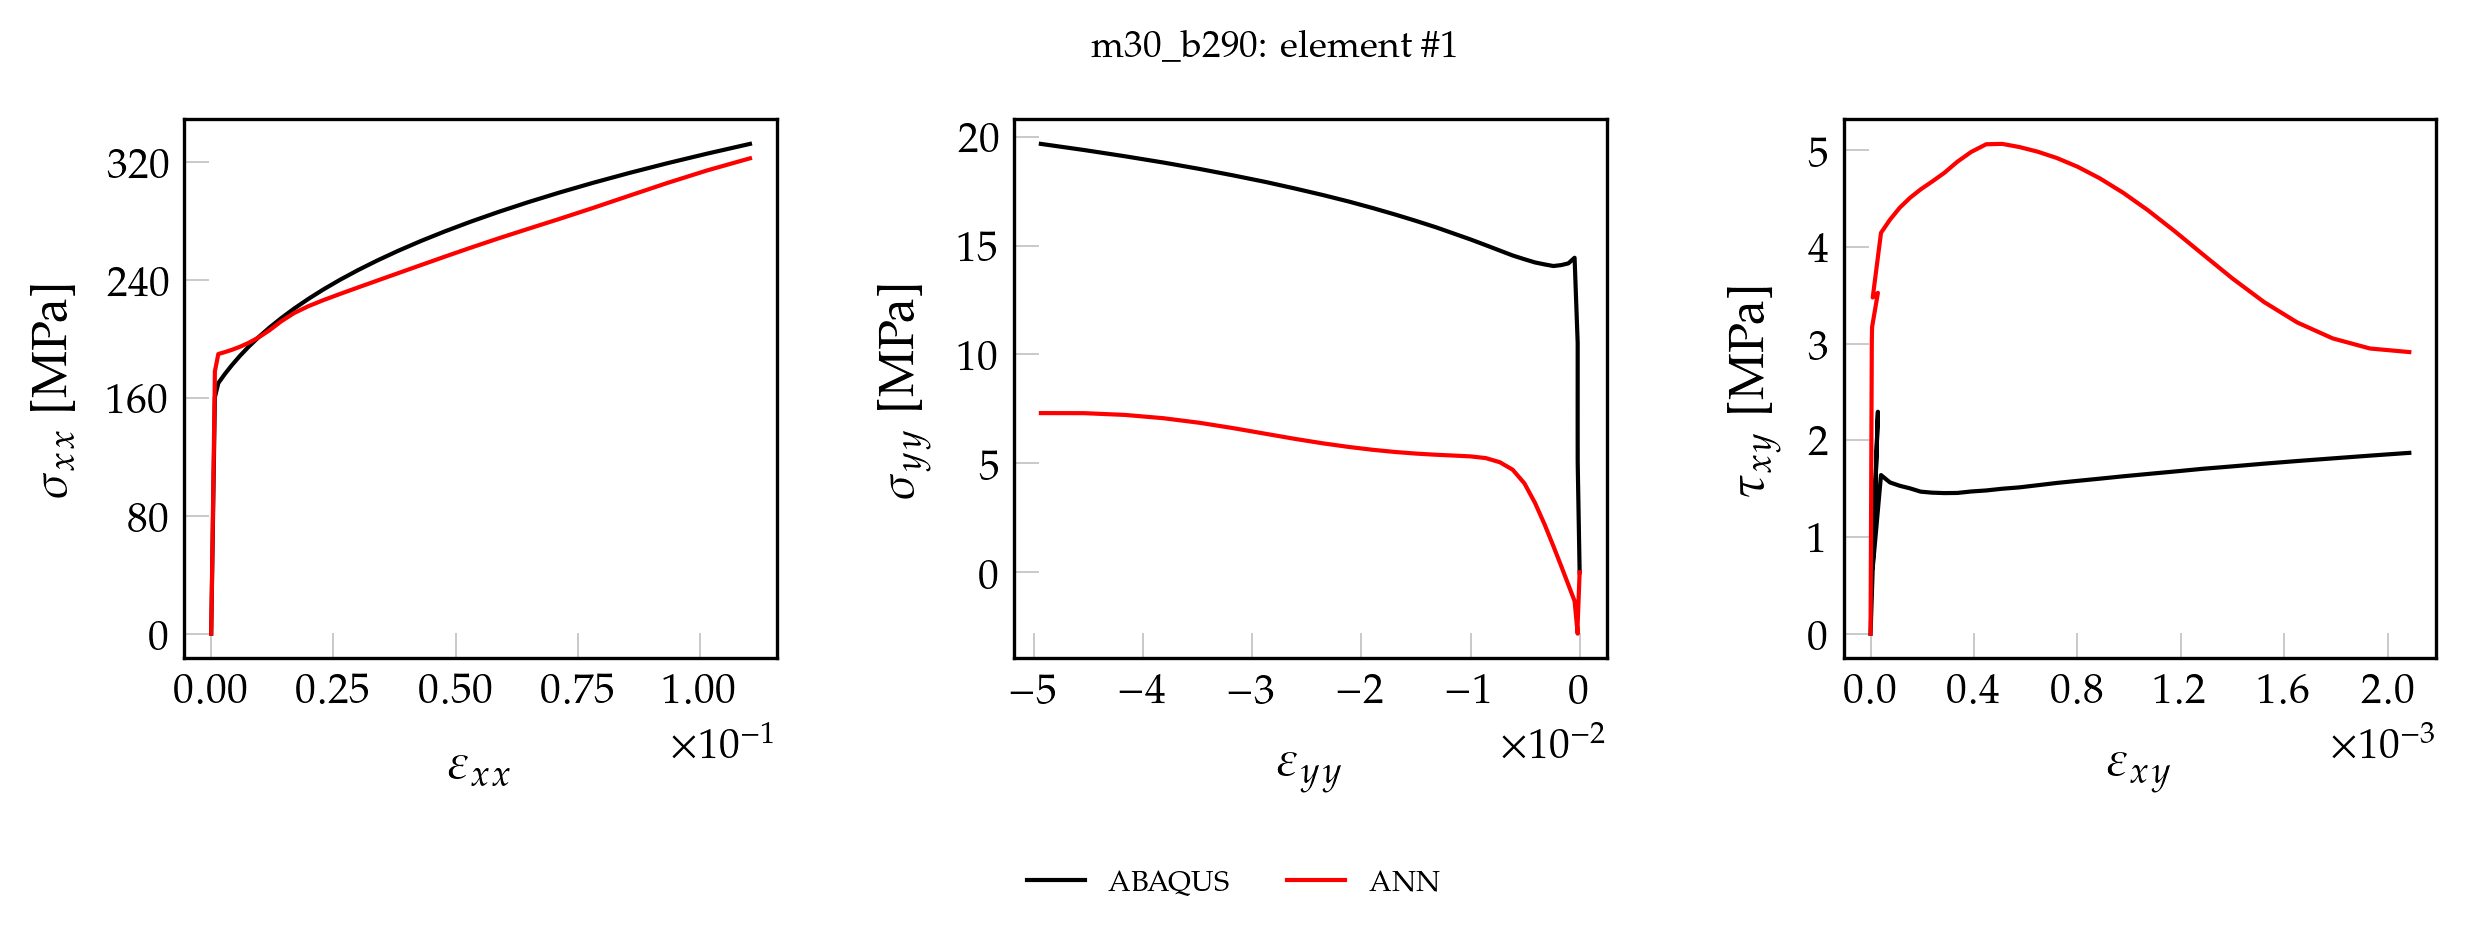 m30_b290: element #1
σxx [MPa]
320
240
160
80
0
0.00 0.25 0.50 0.75 1.00
×10⁻¹
εxx
σyy [MPa]
20
15
10
5
0
−5 −4 −3 −2 −1 0
×10⁻²
εyy
τxy [MPa]
5
4
3
2
1
0
0.0 0.4 0.8 1.2 1.6 2.0
×10⁻³
εxy
ABAQUS ANN